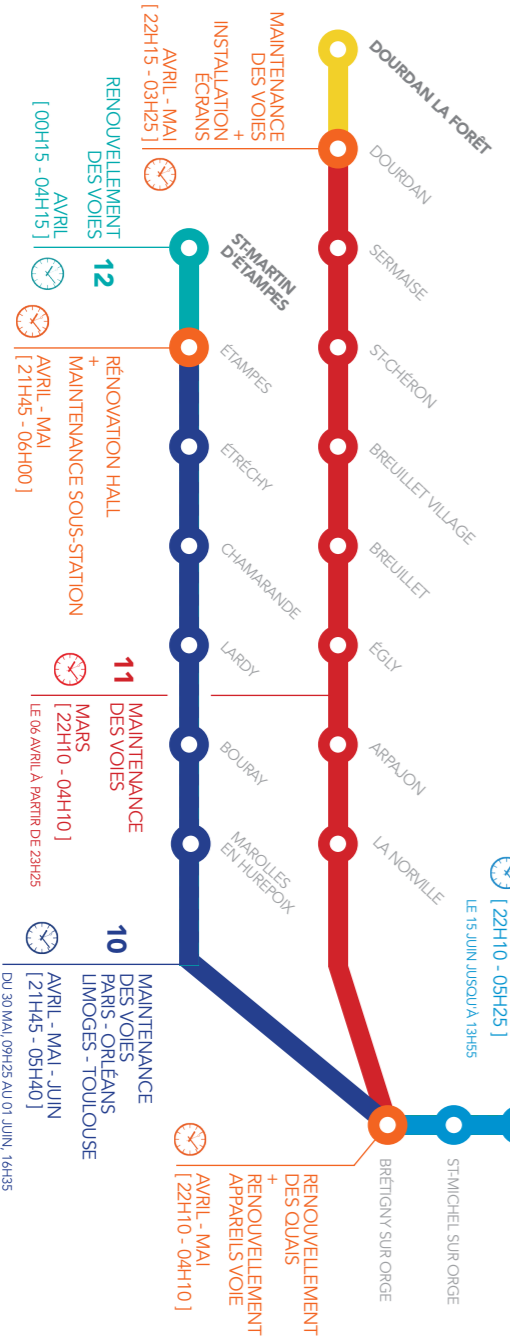 DOURDAN LA FORÊT
DOURDAN
SERMAISE
ST-CHÉRON
BREUILLET VILLAGE
BREUILLET
ÉGLY
ARPAJON
LA NORVILLE
MAINTENANCE
DES VOIES
+
INSTALLATION
ÉCRANS
AVRIL - MAI
[ 22H15 - 03H25 ]
ST-MARTIN
D'ÉTAMPES
ÉTAMPES
ÉTRÉCHY
CHAMARANDE
LARDY
BOURAY
MAROLLES
EN HUREPOIX
12
RENOUVELLEMENT
DES VOIES
AVRIL
[ 00H15 - 04H15 ]
RÉNOVATION HALL
+
MAINTENANCE SOUS-STATION
AVRIL - MAI
[ 21H45 - 06H00 ]
11
MAINTENANCE
DES VOIES
MARS
[ 22H10 - 04H10 ]
LE 06 AVRIL À PARTIR DE 23H25
10
MAINTENANCE
DES VOIES
PARIS - ORLÉANS
LIMOGES - TOULOUSE
AVRIL - MAI - JUIN
[ 21H45 - 05H40 ]
DU 30 MAI, 09H25 AU 01 JUIN, 16H35
[ 22H10 - 05H25 ]
LE 15 JUIN JUSQU'À 13H55
ST-MICHEL SUR ORGE
BRÉTIGNY SUR ORGE
RENOUVELLEMENT
DES QUAIS
+
RENOUVELLEMENT
APPAREILS VOIE
AVRIL - MAI
[ 22H10 - 04H10 ]